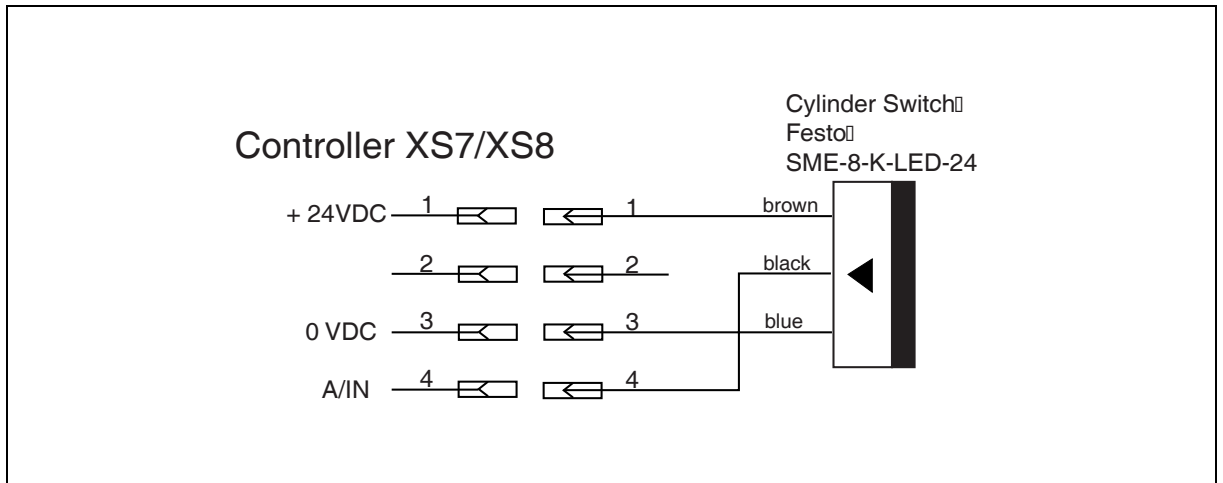 Cylinder Switch
Festo
SME-8-K-LED-24
Controller XS7/XS8
+ 24VDC 1 1 brown
2 2 black
0 VDC 3 3 blue
A/IN 4 4